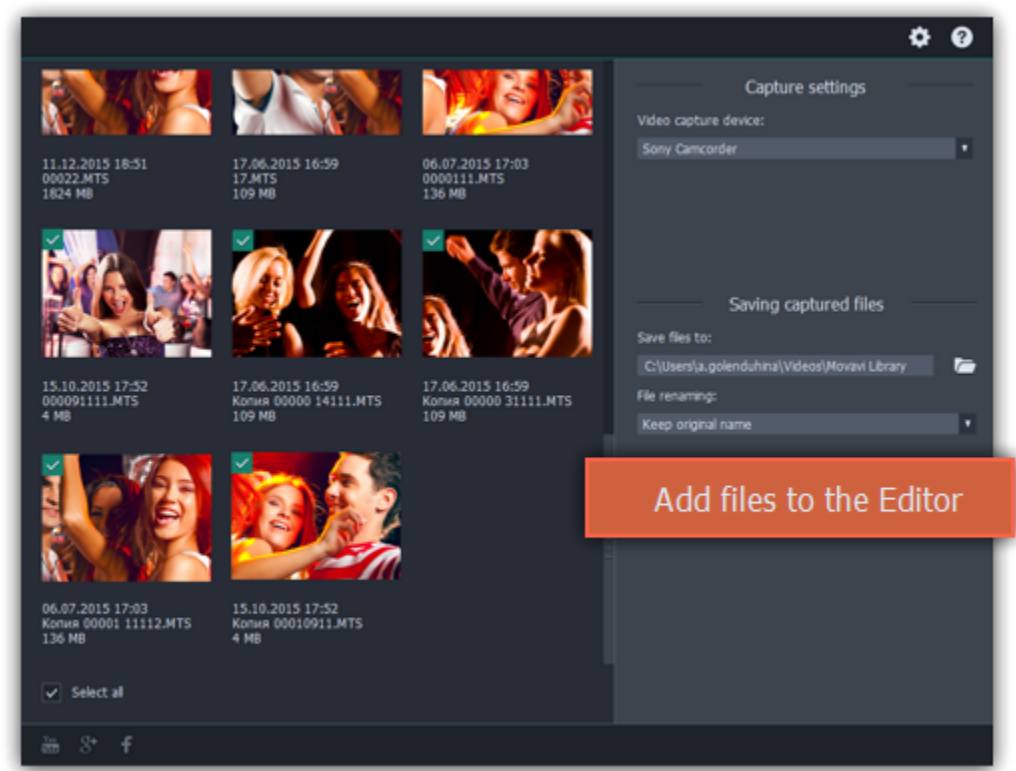 11.12.2015 18:51
00022.MTS
1824 MB
17.06.2015 16:59
17.MTS
109 MB
06.07.2015 17:03
0000111.MTS
136 MB
15.10.2015 17:52
000091111.MTS
4 MB
17.06.2015 16:59
Копия 00000 14111.MTS
109 MB
17.06.2015 16:59
Копия 00000 31111.MTS
109 MB
06.07.2015 17:03
Копия 00001 11112.MTS
136 MB
15.10.2015 17:52
Копия 00010911.MTS
4 MB
Select all
Capture settings
Video capture device:
Sony Camcorder
Saving captured files
Save files to:
C:\Users\a.golenduhina\Videos\Movavi Library
File renaming:
Keep original name
Add files to the Editor
You Tube
g+
f